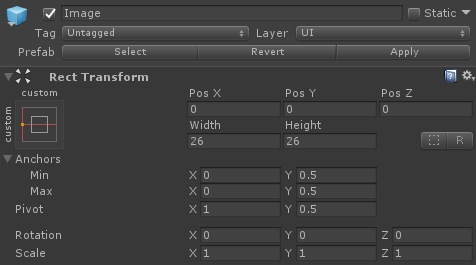 Image Static
Tag Untagged Layer UI
Prefab Select Revert Apply
Rect Transform
custom Pos X Pos Y Pos Z
custom 0 0 0
Width Height
26 26 R
Anchors
Min X 0 Y 0.5
Max X 0 Y 0.5
Pivot X 1 Y 0.5
Rotation X 0 Y 0 Z 0
Scale X 1 Y 1 Z 1